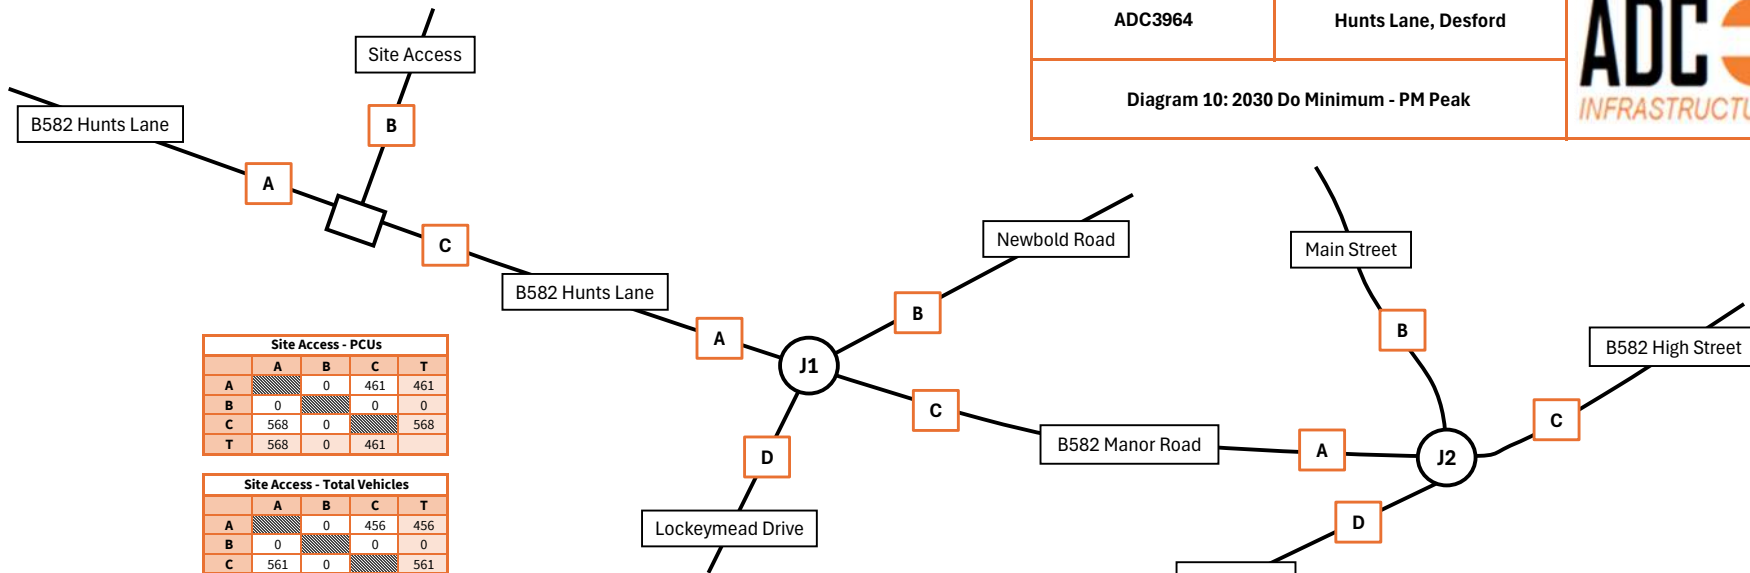 ADC3964
Hunts Lane, Desford
Diagram 10: 2030 Do Minimum - PM Peak
ADC
Site Access
B582 Hunts Lane
B
A
C
B582 Hunts Lane
Newbold Road
Main Street
B582 High Street
A
B
J1
C
D
B582 Manor Road
Lockeymead Drive
B
A
C
J2
D
Site Access - PCUs
A B C T
A 0 461 461
B 0 0 0
C 568 0 568
T 568 0 461
Site Access - Total Vehicles
A B C T
A 0 456 456
B 0 0 0
C 561 0 561